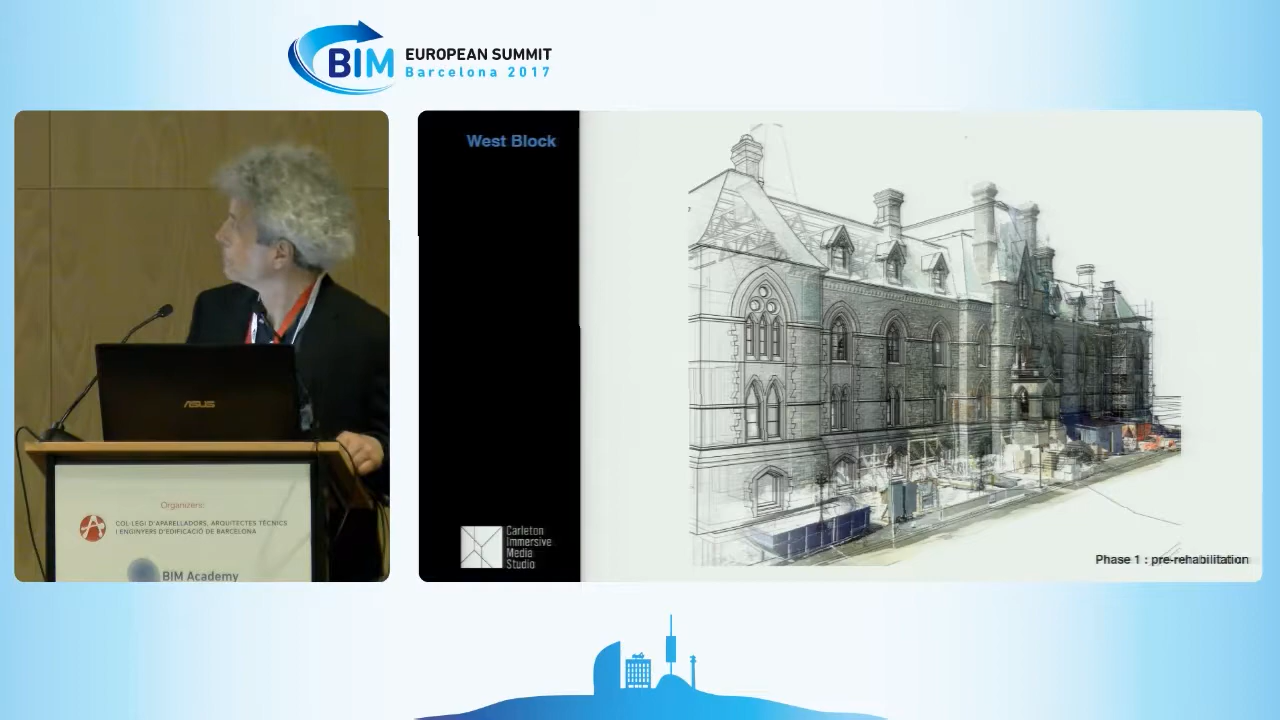 BIM EUROPEAN SUMMIT
Barcelona 2017
West Block
ASUS
Organizers:
COL·LEGI D'APARELLADORS, ARQUITECTES TÈCNICS
I ENGINYERS D'EDIFICACIÓ DE BARCELONA
BIM Academy
Carleton
Immersive
Media
Studio
Phase 1 : pre-rehabilitation